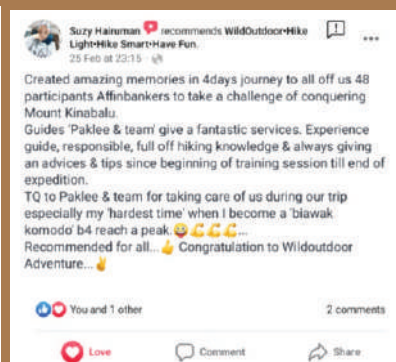 Suzy Hairuman recommends WildOutdoor•Hike
Light•Hike Smart•Have Fun.
25 Feb at 23:15 ·
Created amazing memories in 4days journey to all off us 48
participants Affinbankers to take a challenge of conquering
Mount Kinabalu.
Guides 'Paklee & team' give a fantastic services. Experience
guide, responsible, full off hiking knowledge & always giving
an advices & tips since beginning of training session till end of
expedition.
TQ to Paklee & team for taking care of us during our trip
especially my 'hardest time' when I become a 'biawak
komodo' b4 reach a peak.😀💪💪💪...
Recommended for all...👍 Congratulation to Wildoutdoor
Adventure...✌
You and 1 other 2 comments
Love Comment Share